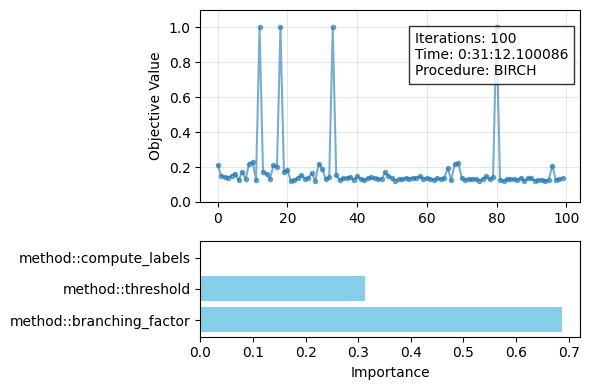 1.0
0.8
0.6
0.4
0.2
0.0
Objective Value
Iterations: 100
Time: 0:31:12.100086
Procedure: BIRCH
0 20 40 60 80 100
method::compute_labels
method::threshold
method::branching_factor
0.0 0.1 0.2 0.3 0.4 0.5 0.6 0.7
Importance